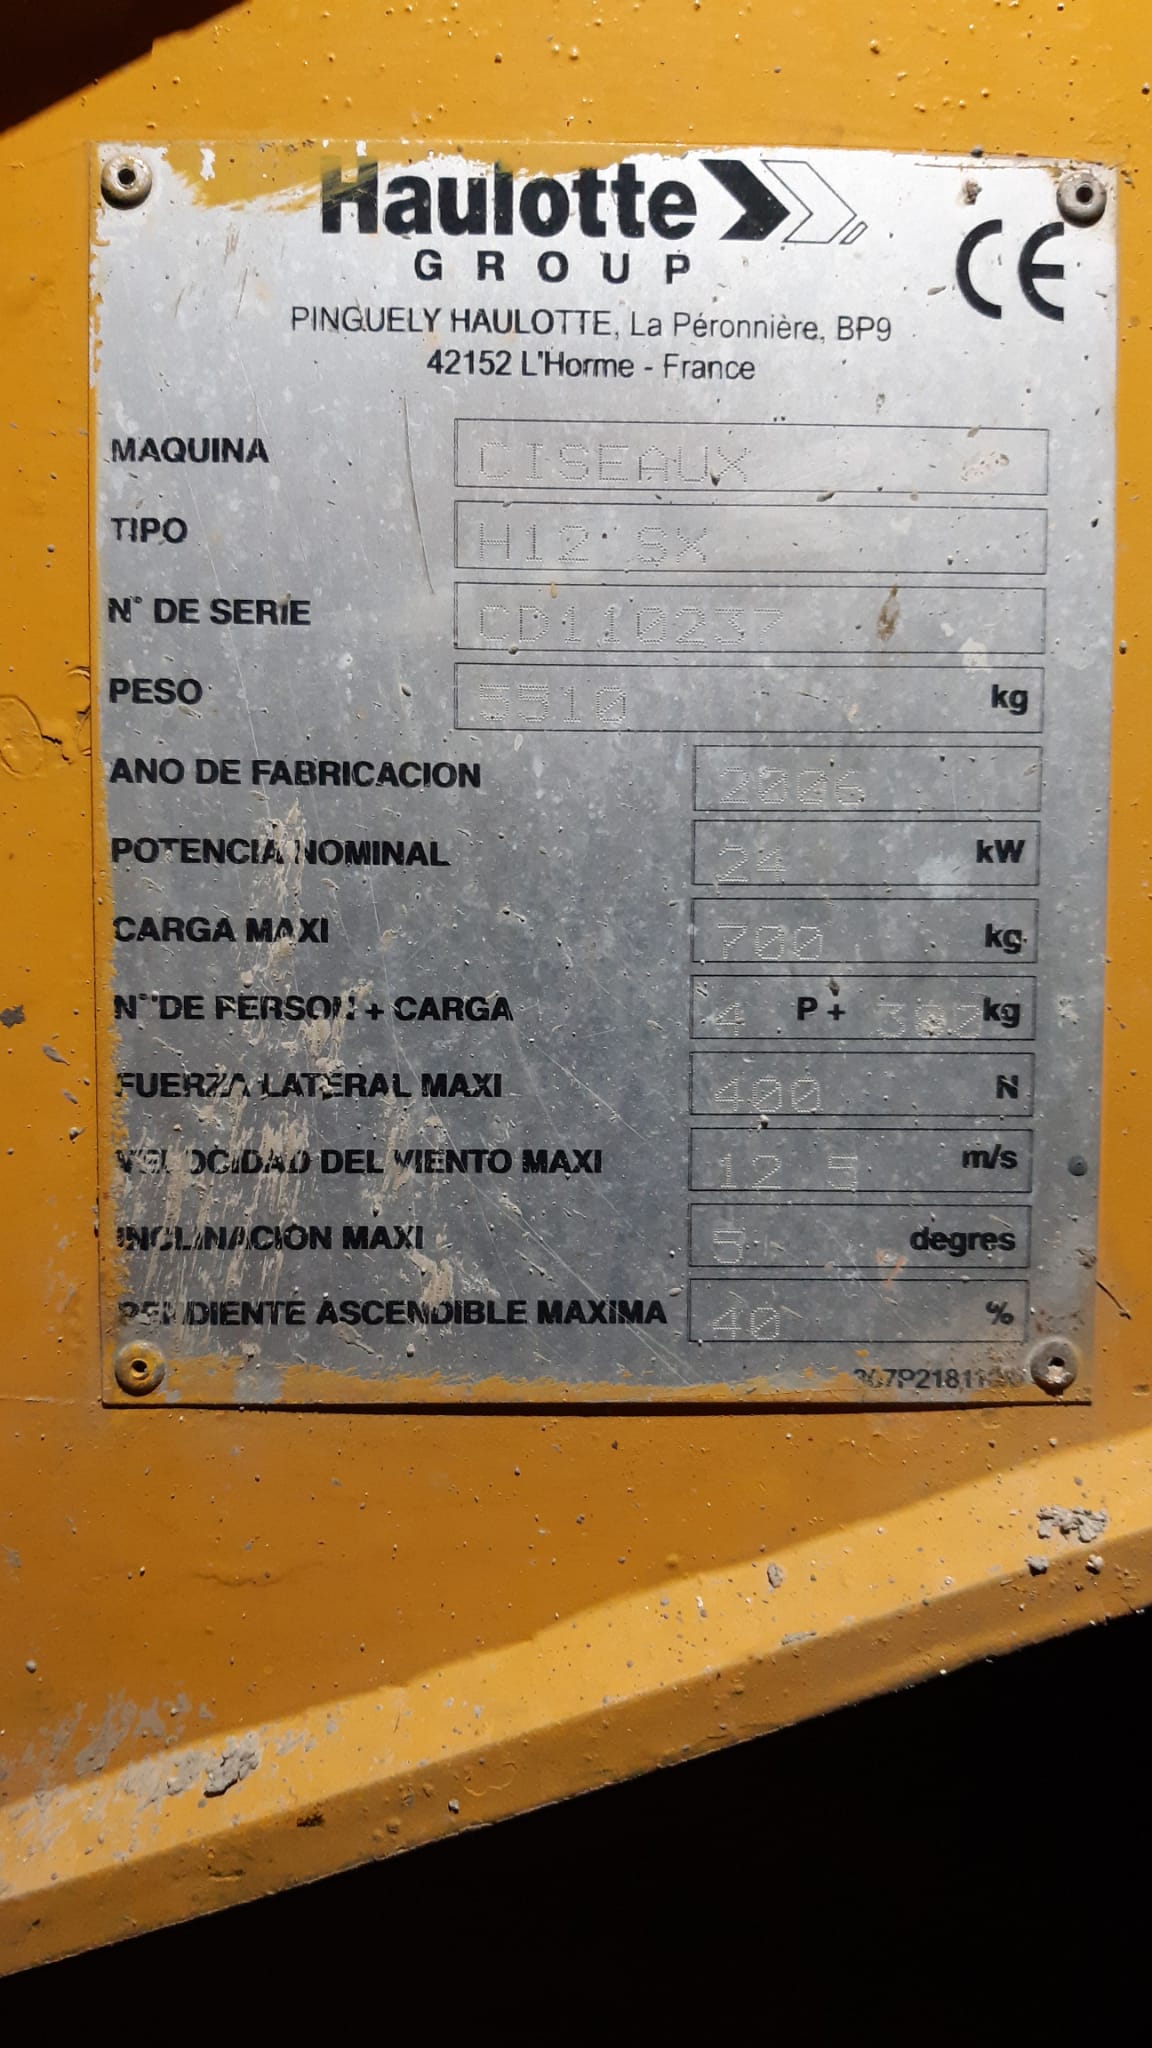 Haulotte
GROUP
CE
PINGUELY HAULOTTE, La Péronnière, BP9
42152 L'Horme - France
MAQUINA CISEAUX
TIPO H12 SX
N° DE SERIE CD110237
PESO 5510 kg
ANO DE FABRICACION 2006
POTENCIA NOMINAL 24 kW
CARGA MAXI 700 kg
N° DE PERSON + CARGA 4 P + kg
FUERZA LATERAL MAXI 400 N
VELOCIDAD DEL VIENTO MAXI 12 5 m/s
INCLINACION MAXI 5 degres
PENDIENTE ASCENDIBLE MAXIMA 40 %